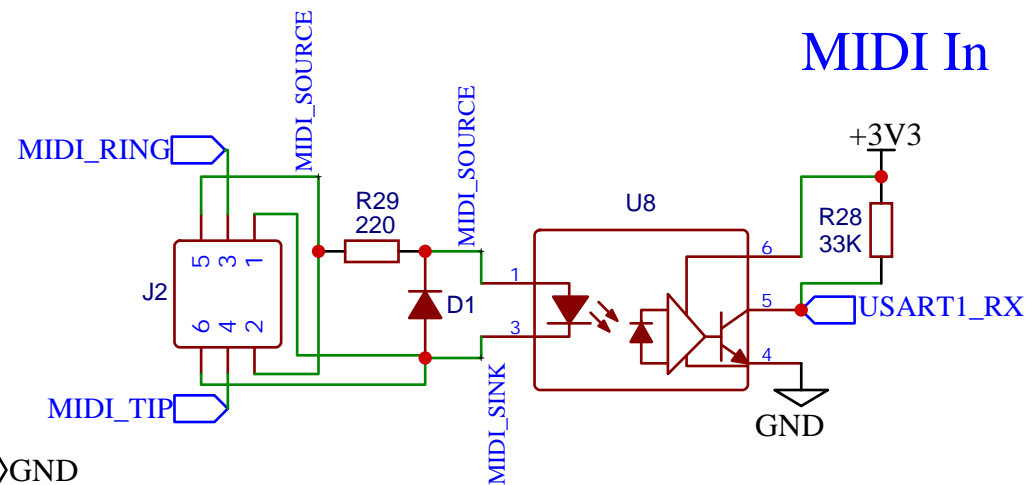 MIDI In
MIDI_SOURCE
MIDI_SOURCE
MIDI_RING
+3V3
R29
220
U8
R28
33K
6
5 3 1
1
J2
D1
5
USART1_RX
6 4 2
3
4
MIDI_TIP
MIDI_SINK
GND
GND